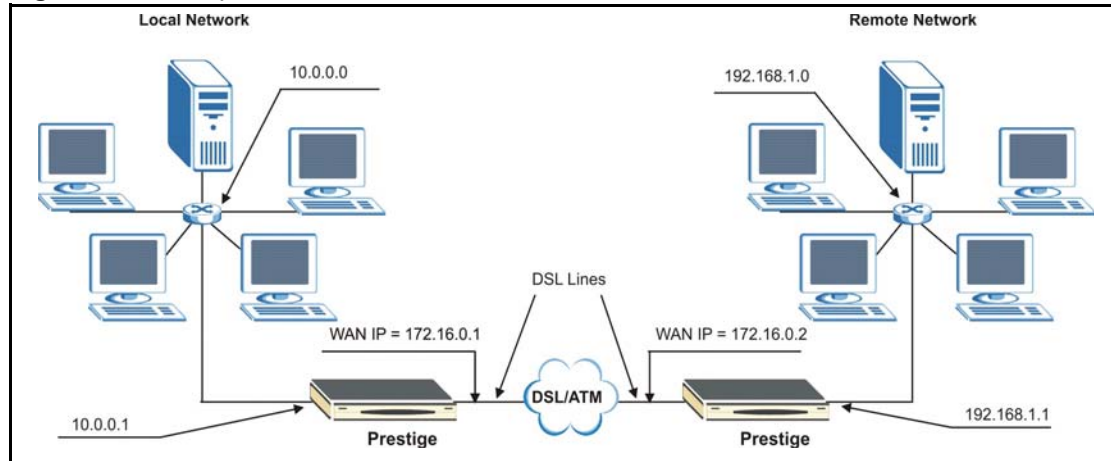 Local Network
Remote Network
10.0.0.0
192.168.1.0
DSL Lines
WAN IP = 172.16.0.1
WAN IP = 172.16.0.2
DSL/ATM
10.0.0.1
192.168.1.1
Prestige
Prestige